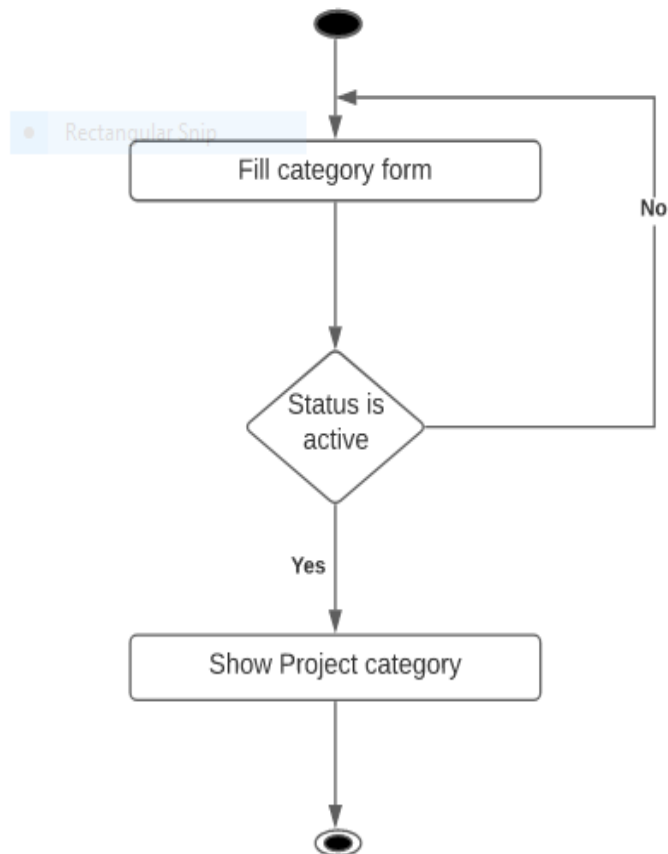 Rectangular Snip
Fill category form
No
Status is
active
Yes
Show Project category